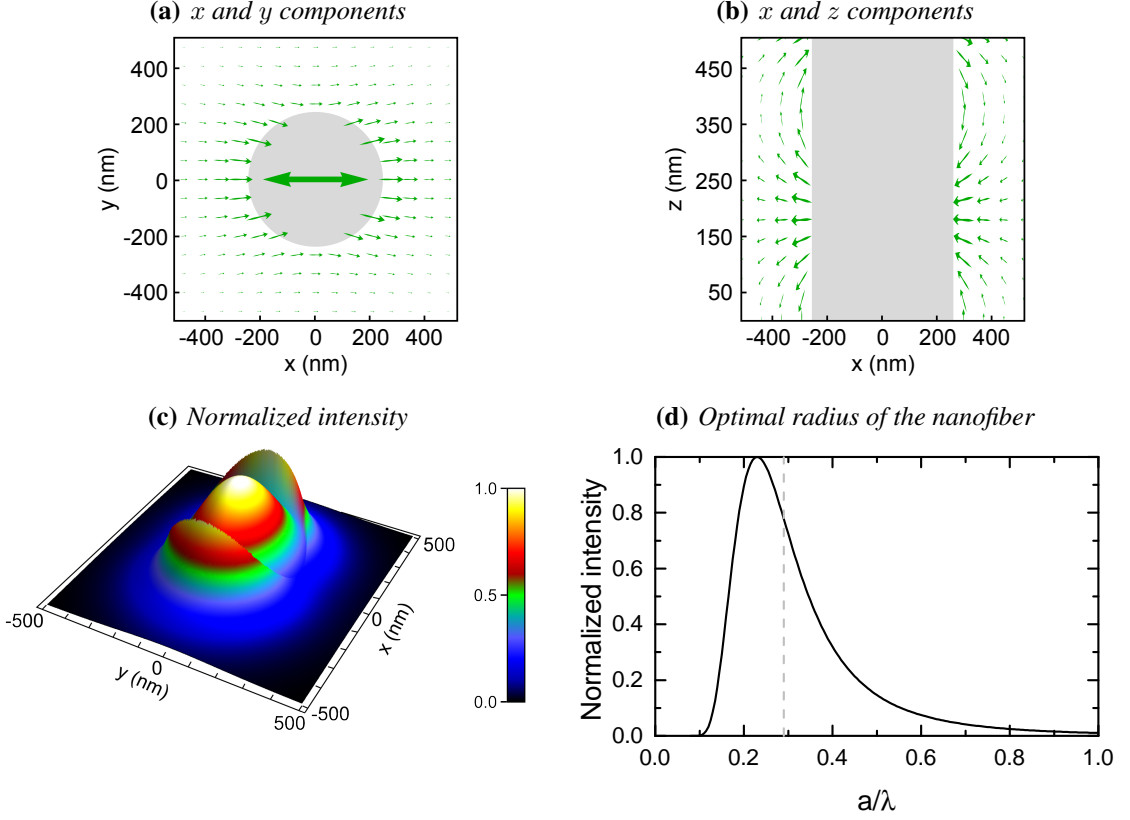 (a) x and y components
(b) x and z components
400
200
0
-200
-400
y (nm)
-400 -200 0 200 400
x (nm)
450
350
250
150
50
z (nm)
-400 -200 0 200 400
x (nm)
(c) Normalized intensity
(d) Optimal radius of the nanofiber
1.0
0.5
0.0
500
0
-500
x (nm)
-500
0
500
y (nm)
1.0
0.8
0.6
0.4
0.2
0.0
Normalized intensity
0.0 0.2 0.4 0.6 0.8 1.0
a/λ